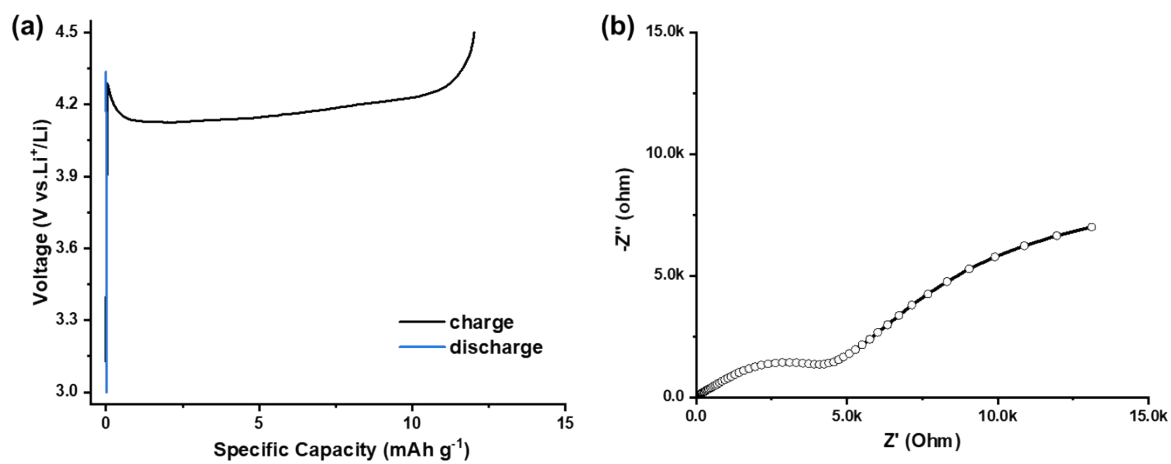 (a)
4.5
4.2
3.9
3.6
3.3
3.0
Voltage (V vs.Li⁺/Li)
charge
discharge
0 5 10 15
Specific Capacity (mAh g⁻¹)
(b)
15.0k
10.0k
5.0k
0.0
-Z'' (ohm)
0.0 5.0k 10.0k 15.0k
Z' (Ohm)